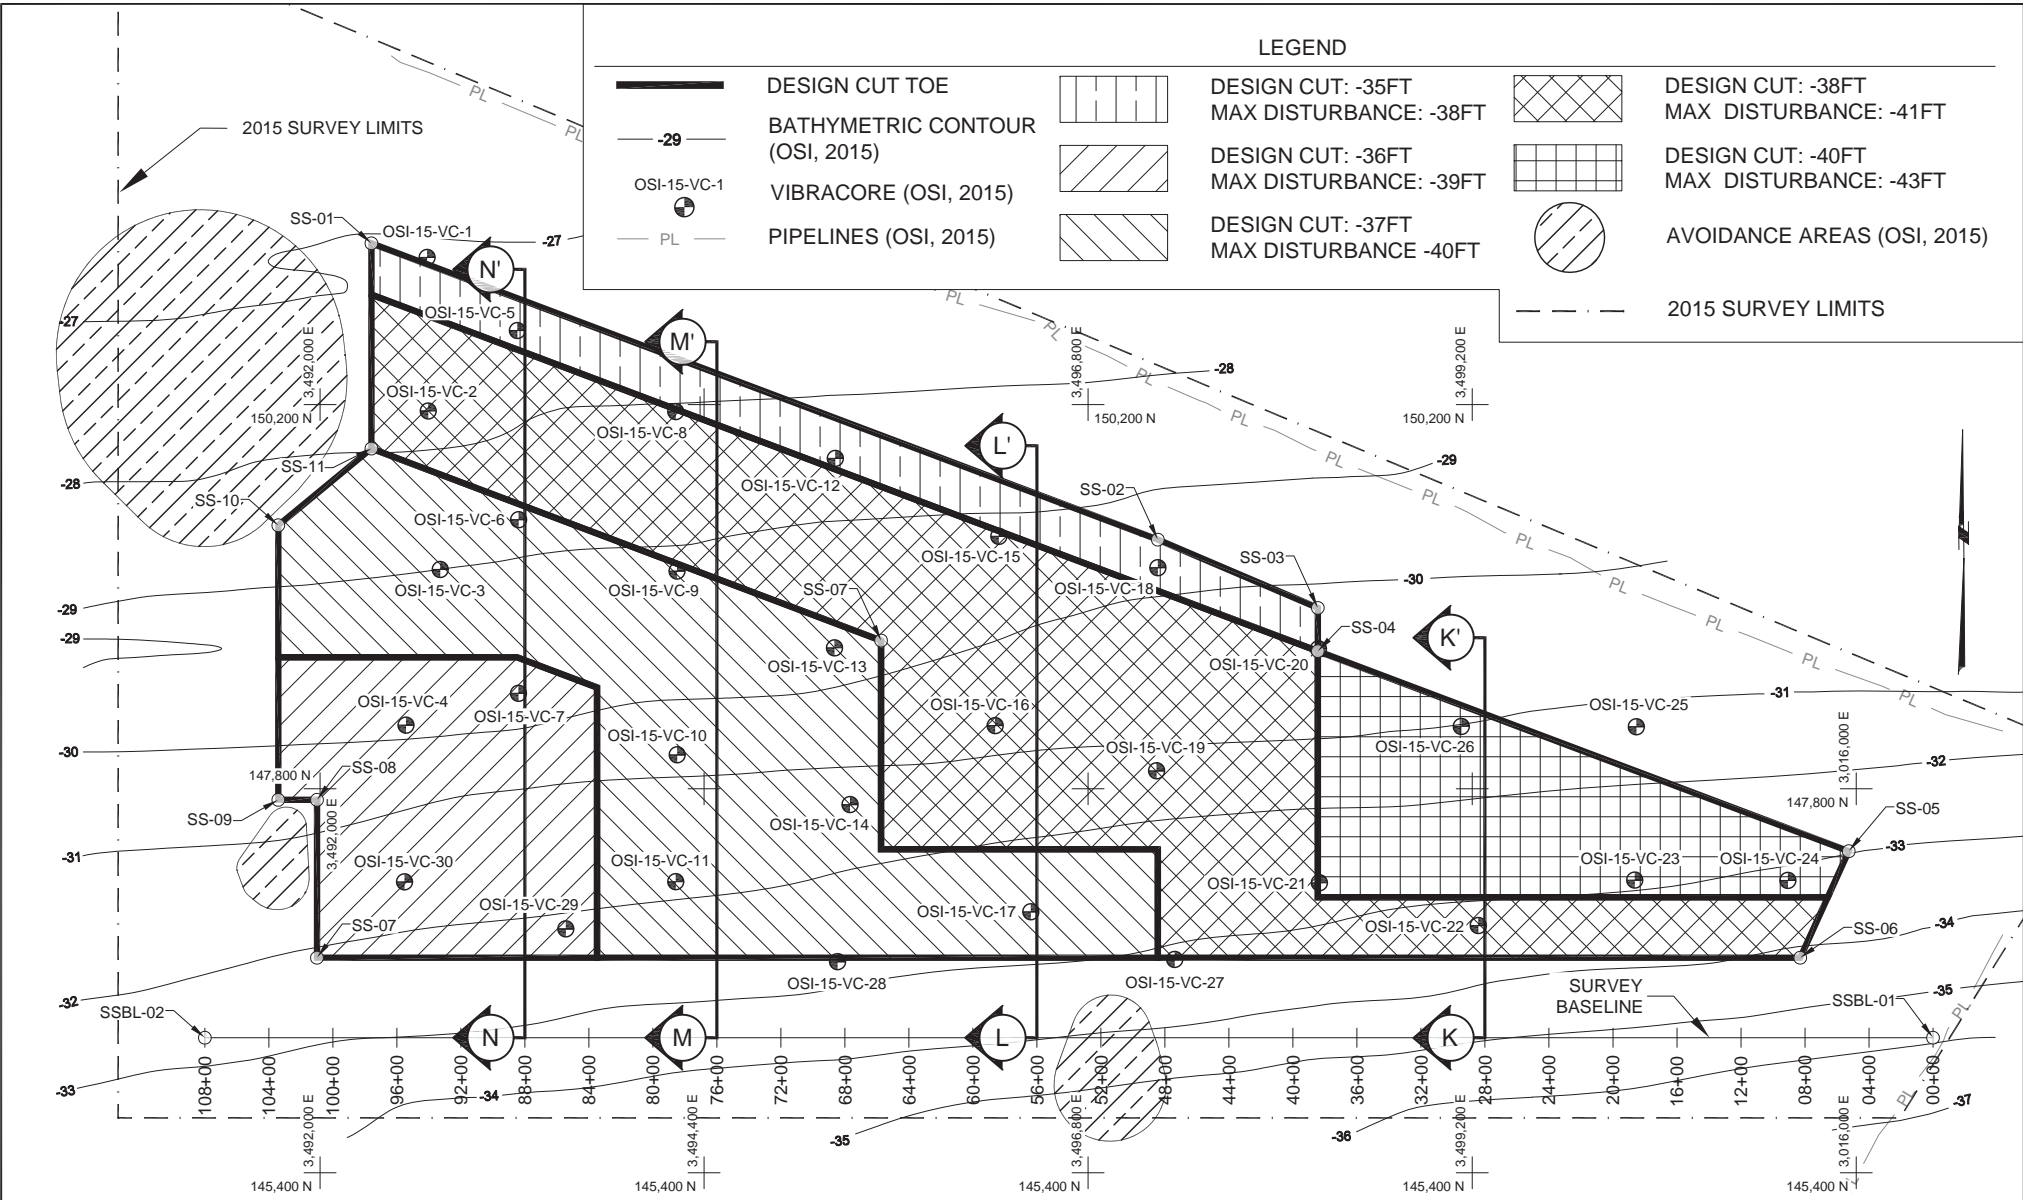 LEGEND
DESIGN CUT TOE
-29
BATHYMETRIC CONTOUR
(OSI, 2015)
OSI-15-VC-1
VIBRACORE (OSI, 2015)
PL
PIPELINES (OSI, 2015)
DESIGN CUT: -35FT
MAX DISTURBANCE: -38FT
DESIGN CUT: -36FT
MAX DISTURBANCE: -39FT
DESIGN CUT: -37FT
MAX DISTURBANCE -40FT
DESIGN CUT: -38FT
MAX DISTURBANCE: -41FT
DESIGN CUT: -40FT
MAX DISTURBANCE: -43FT
AVOIDANCE AREAS (OSI, 2015)
2015 SURVEY LIMITS
PL
PL
2015 SURVEY LIMITS
SS-01
OSI-15-VC-1
-27
N'
PL
-27
OSI-15-VC-5
M'
PL
3,492,000 E
3,496,800 E
3,499,200 E
-28
PL
OSI-15-VC-2
150,200 N
150,200 N
150,200 N
PL
OSI-15-VC-8
L'
PL
-29
SS-11
-28
OSI-15-VC-12
SS-02
PL
SS-10
OSI-15-VC-6
PL
OSI-15-VC-15
SS-03
-30
PL
OSI-15-VC-3
OSI-15-VC-9
SS-07
OSI-15-VC-18
-29
PL
SS-04
K'
-29
OSI-15-VC-13
OSI-15-VC-20
PL
-31
PL
OSI-15-VC-4
OSI-15-VC-7
OSI-15-VC-16
OSI-15-VC-25
OSI-15-VC-10
OSI-15-VC-19
OSI-15-VC-26
-30
3,016,000 E
-32
SS-08
147,800 N
147,800 N
SS-09
3,492,000 E
OSI-15-VC-14
SS-05
-31
-33
OSI-15-VC-30
OSI-15-VC-11
OSI-15-VC-21
OSI-15-VC-23
OSI-15-VC-24
OSI-15-VC-29
OSI-15-VC-17
SS-07
OSI-15-VC-22
SS-06
-34
OSI-15-VC-28
OSI-15-VC-27
SURVEY
BASELINE
-32
SSBL-02
SSBL-01
-35
PL
N
M
L
K
-33
-34
108+00
104+00
100+00
96+00
92+00
88+00
84+00
80+00
76+00
72+00
68+00
64+00
60+00
56+00
52+00
48+00
44+00
40+00
36+00
32+00
28+00
24+00
20+00
16+00
12+00
08+00
04+00
00+00
PL
-37
-35
-36
3,492,000 E
3,494,400 E
3,496,800 E
3,499,200 E
3,016,000 E
145,400 N
145,400 N
145,400 N
145,400 N
145,400 N